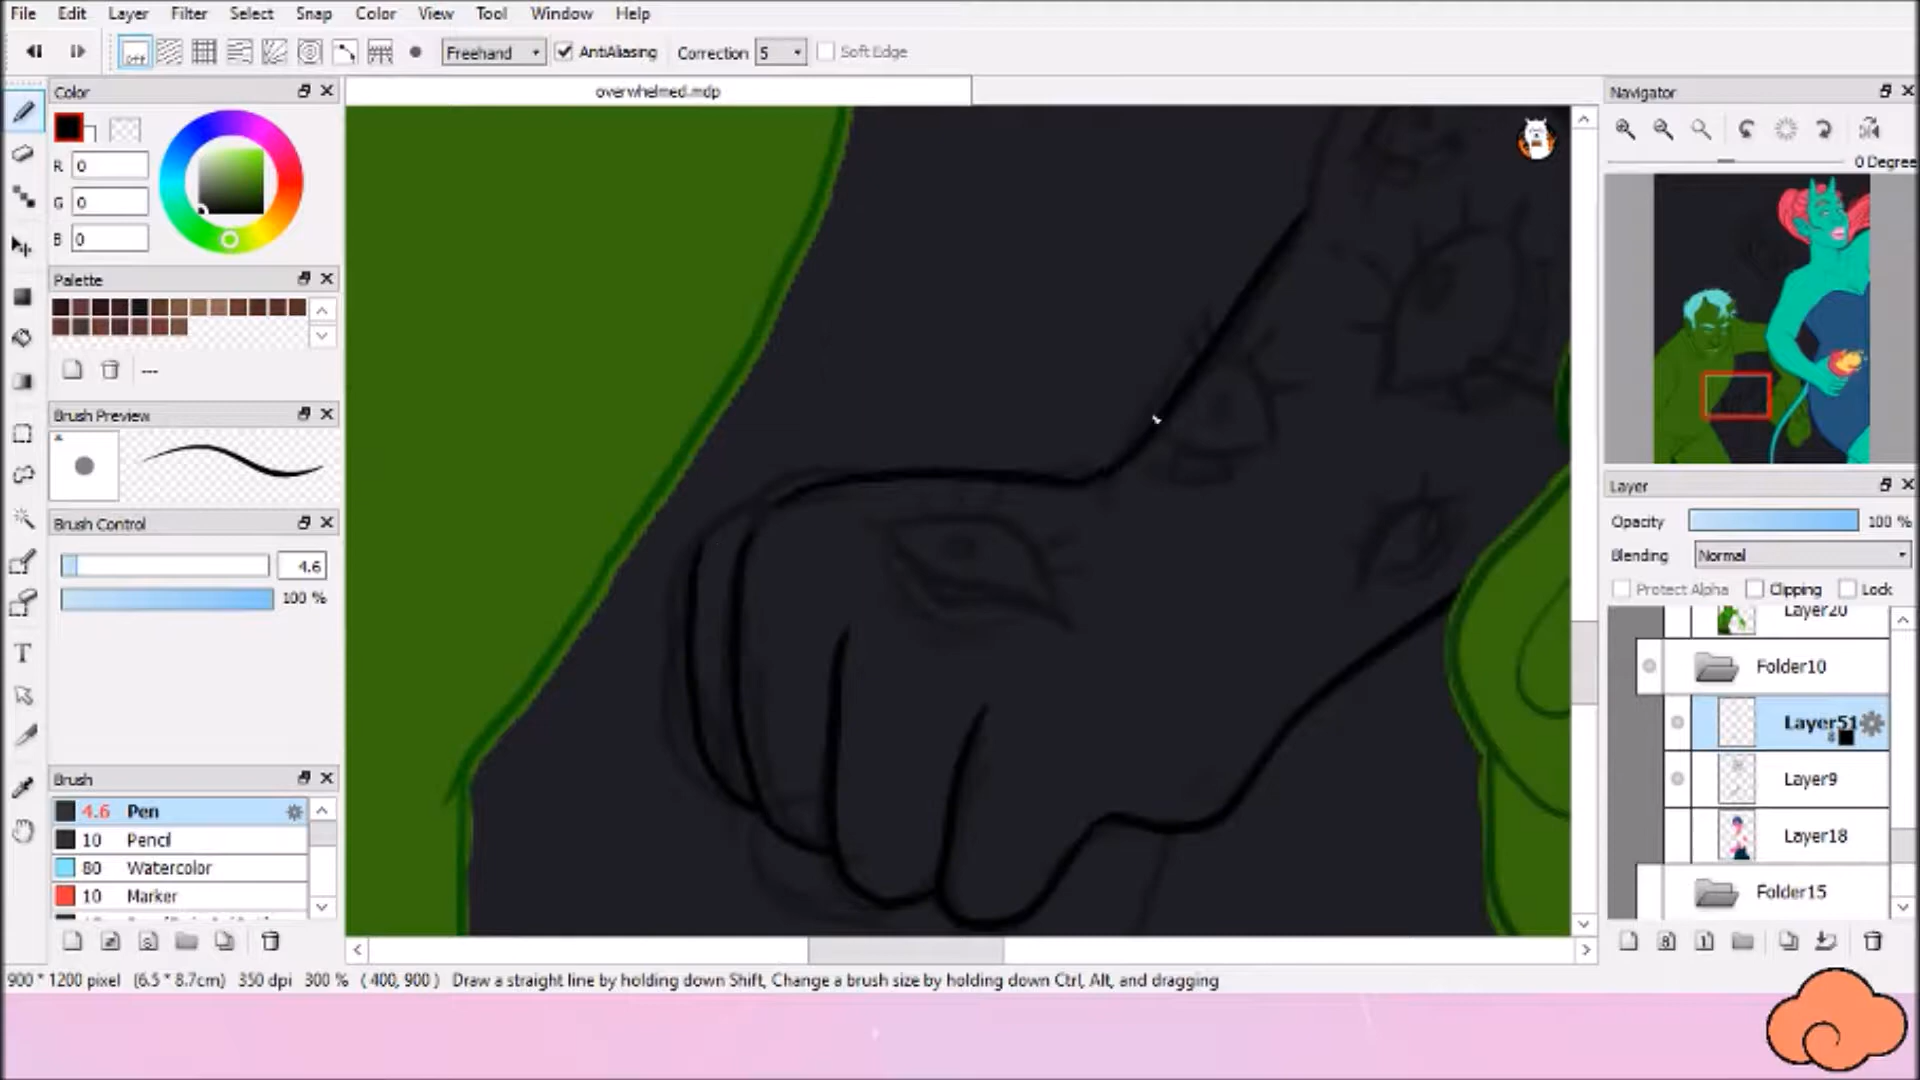 File Edit Layer Filter Select Snap Color View Tool Window Help
off Freehand AntiAliasing Correction 5 Soft Edge
Color
R 0
G 0
B 0
Palette
---
Brush Preview
Brush Control
4.6
100 %
Brush
4.6 Pen
10 Pencil
80 Watercolor
10 Marker
overwhelmed.mdp
Navigator
0 Degree
Layer
Opacity 100 %
Blending Normal
Protect Alpha Clipping Lock
Layer20
Folder10
Layer51
8
Layer9
Layer18
Folder15
900 * 1200 pixel (6.5 * 8.7cm) 350 dpi 300 % ( 400, 900 ) Draw a straight line by holding down Shift, Change a brush size by holding down Ctrl, Alt, and dragging